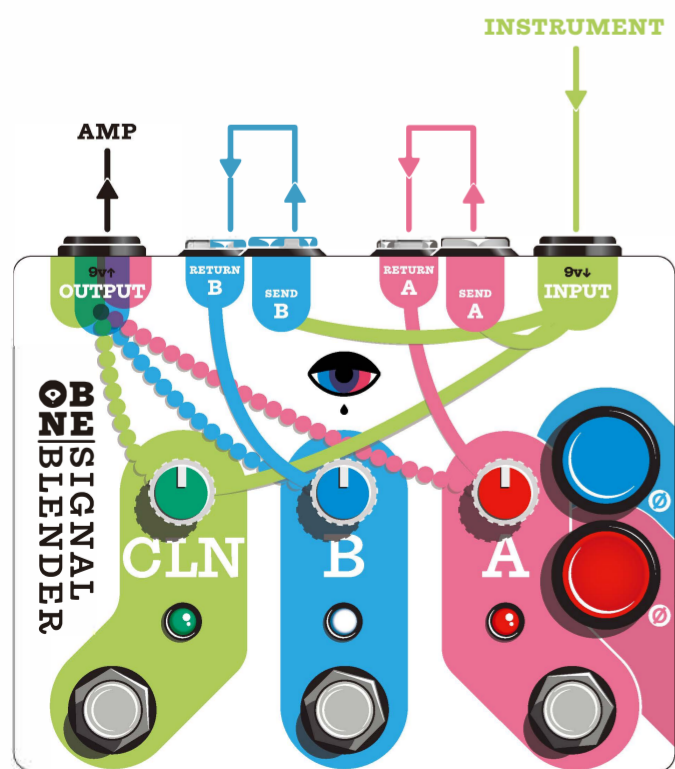 INSTRUMENT
AMP
9V↑
OUTPUT
RETURN
B
SEND
B
RETURN
A
SEND
A
9V↓
INPUT
OBNE
SIGNAL
BLENDER
CLN
B
A
Ø
Ø